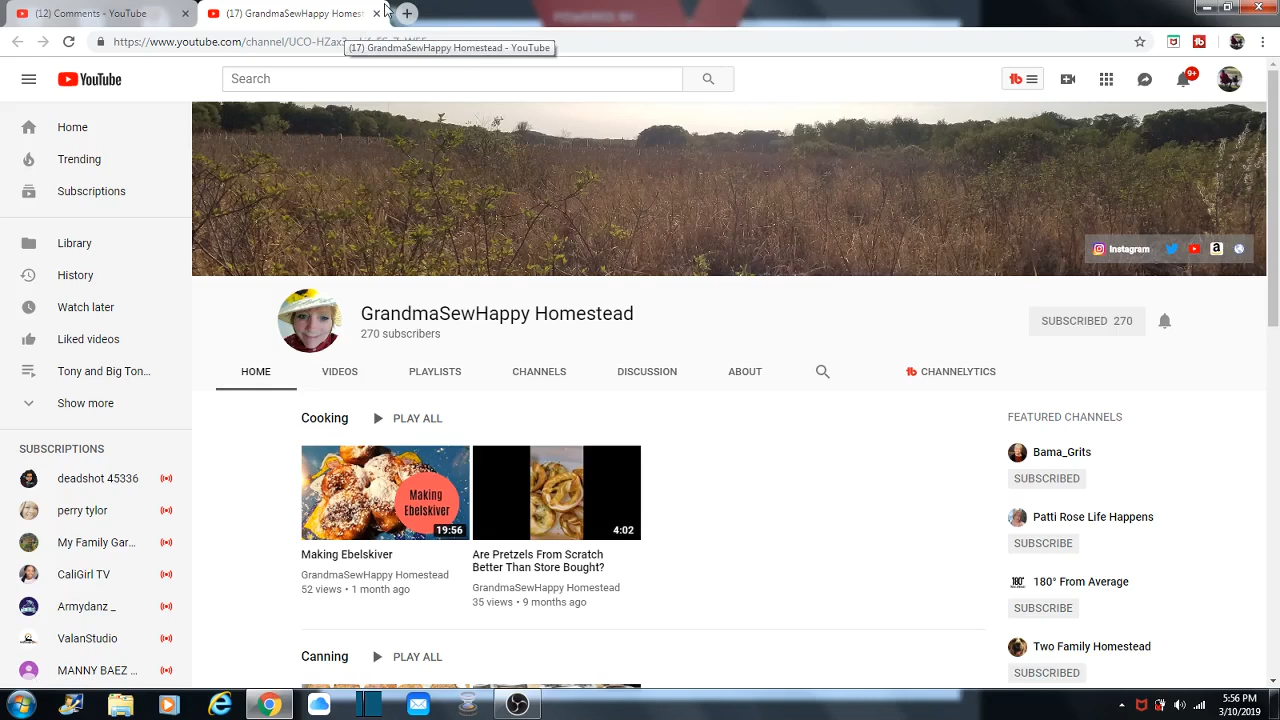 POWERED BY
(12) Comments - YouTube
(17) GrandmaSewHappy Homest
https://www.youtube.com/channel/UCO-HZax
(17) GrandmaSewHappy Homestead - YouTube
YouTube
Search
9+
Home
Trending
Subscriptions
Library
History
Watch later
Liked videos
Tony and Big Ton...
Show more
SUBSCRIPTIONS
deadshot 45336
perry tylor
My Family Gar...
CaliGirl TV
Armydanz _
ValanStudio
MANNY BAEZ ...
Instagram
GrandmaSewHappy Homestead
270 subscribers
SUBSCRIBED 270
HOME
VIDEOS
PLAYLISTS
CHANNELS
DISCUSSION
ABOUT
CHANNELYTICS
Cooking
PLAY ALL
Making
Ebelskiver
19:56
4:02
Making Ebelskiver
GrandmaSewHappy Homestead
52 views • 1 month ago
Are Pretzels From Scratch
Better Than Store Bought?
GrandmaSewHappy Homestead
35 views • 9 months ago
Canning
PLAY ALL
FEATURED CHANNELS
Bama_Grits
SUBSCRIBED
Patti Rose Life Happens
SUBSCRIBE
180° From Average
SUBSCRIBE
Two Family Homestead
SUBSCRIBED
5:56 PM
3/10/2019